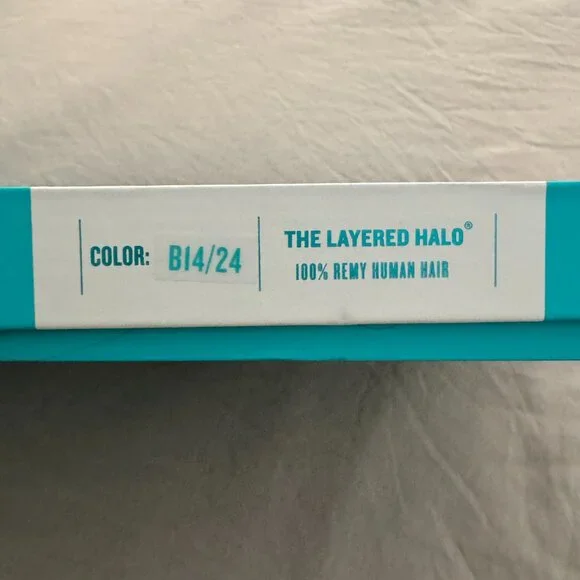 COLOR: B14/24
THE LAYERED HALO®
100% REMY HUMAN HAIR